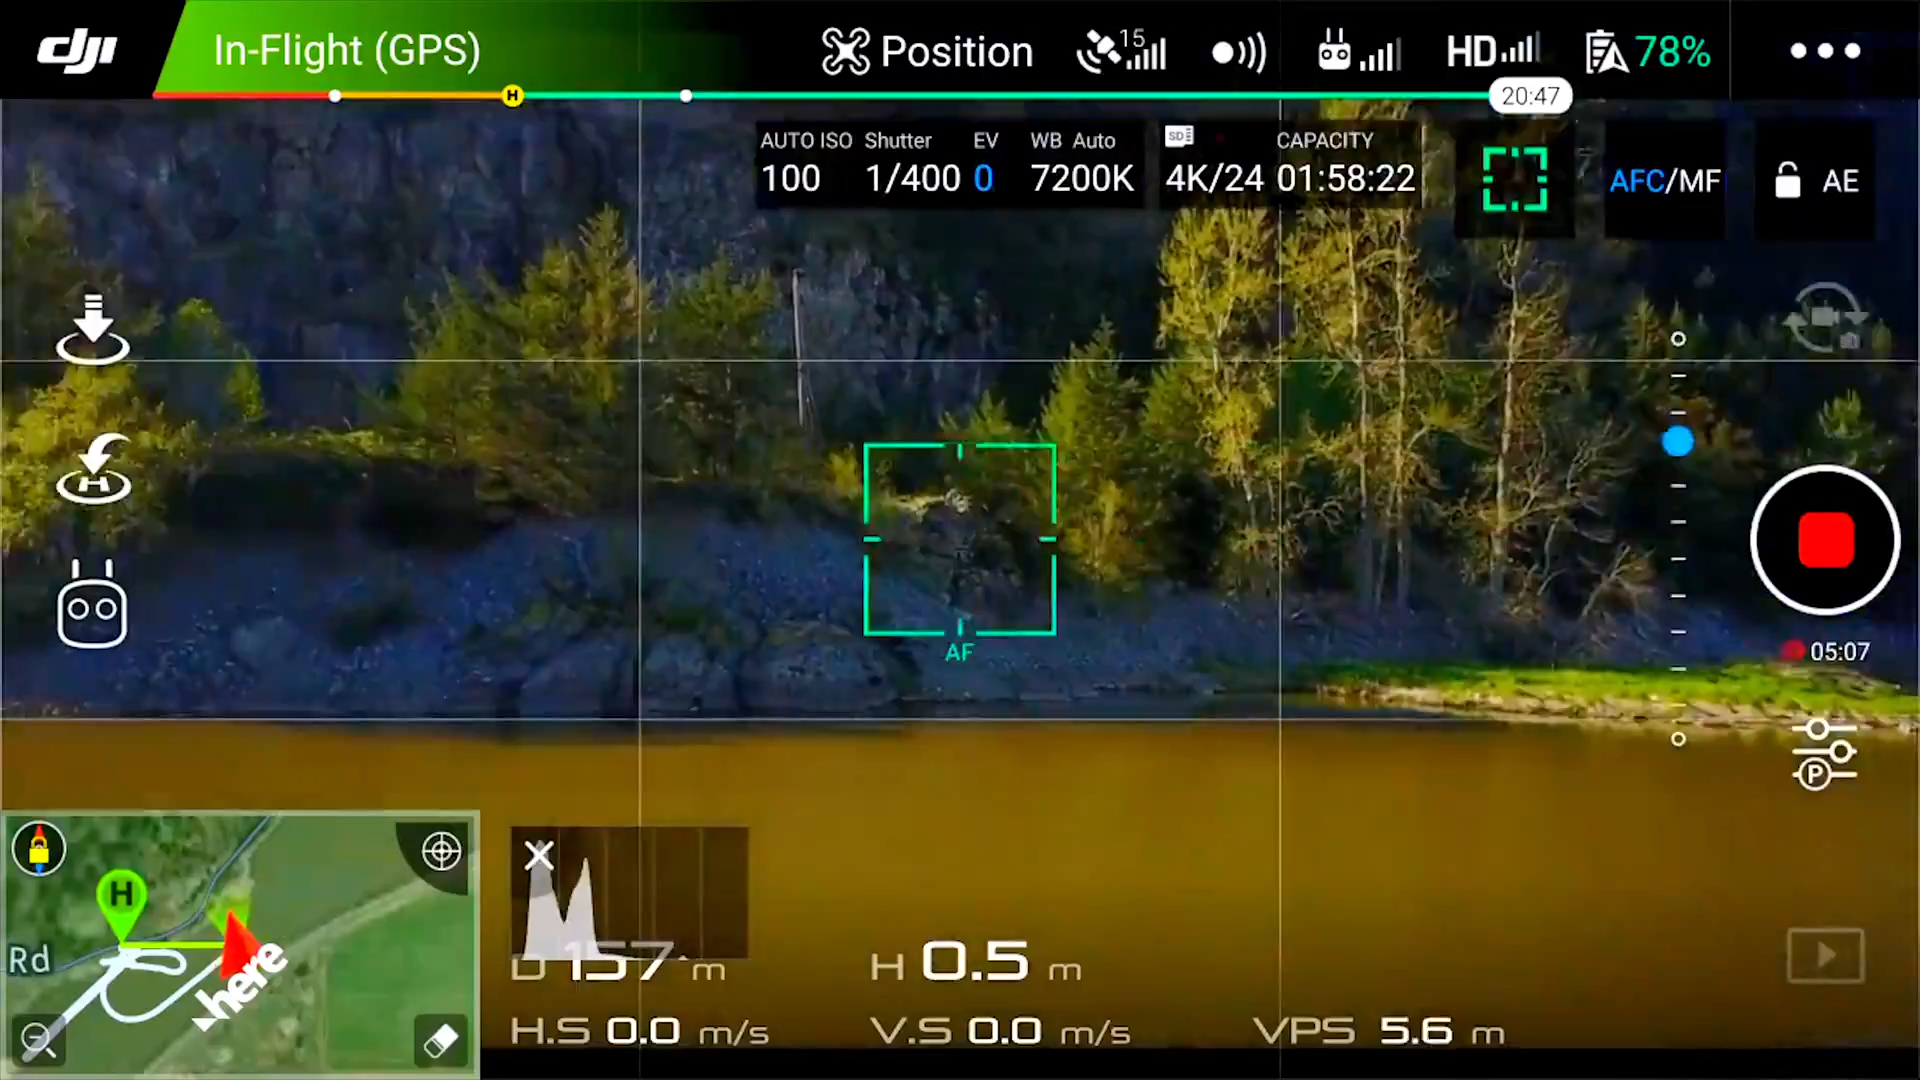 dji In-Flight (GPS) Position 15 HD 78%
H 20:47
AUTO ISO Shutter EV WB Auto SD CAPACITY
100 1/400 0 7200K 4K/24 01:58:22 AFC/MF AE
H
AF
05:07
P
H
Rd
here
D 157 m H 0.5 m
H.S 0.0 m/s V.S 0.0 m/s VPS 5.6 m